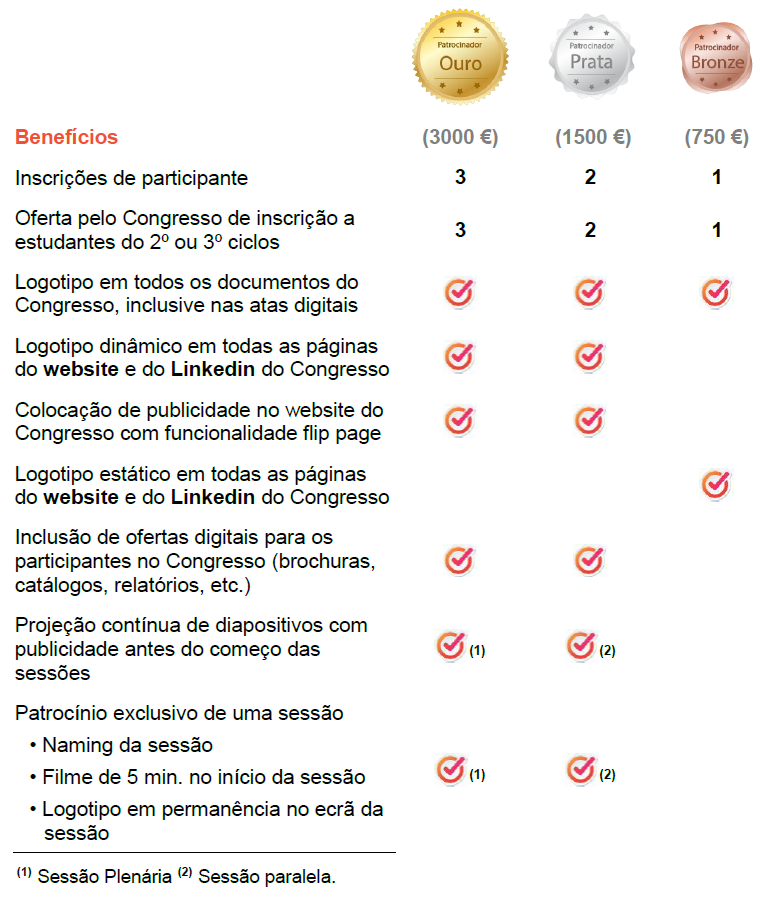 Patrocinador Patrocinador Patrocinador
Ouro Prata Bronze
Benefícios (3000 €) (1500 €) (750 €)
Inscrições de participante 3 2 1
Oferta pelo Congresso de inscrição a
estudantes do 2º ou 3º ciclos 3 2 1
Logotipo em todos os documentos do
Congresso, inclusive nas atas digitais
Logotipo dinâmico em todas as páginas
do website e do Linkedin do Congresso
Colocação de publicidade no website do
Congresso com funcionalidade flip page
Logotipo estático em todas as páginas
do website e do Linkedin do Congresso
Inclusão de ofertas digitais para os
participantes no Congresso (brochuras,
catálogos, relatórios, etc.)
Projeção contínua de diapositivos com
publicidade antes do começo das (1) (2)
sessões
Patrocínio exclusivo de uma sessão
• Naming da sessão
• Filme de 5 min. no início da sessão (1) (2)
• Logotipo em permanência no ecrã da
sessão
(1) Sessão Plenária (2) Sessão paralela.